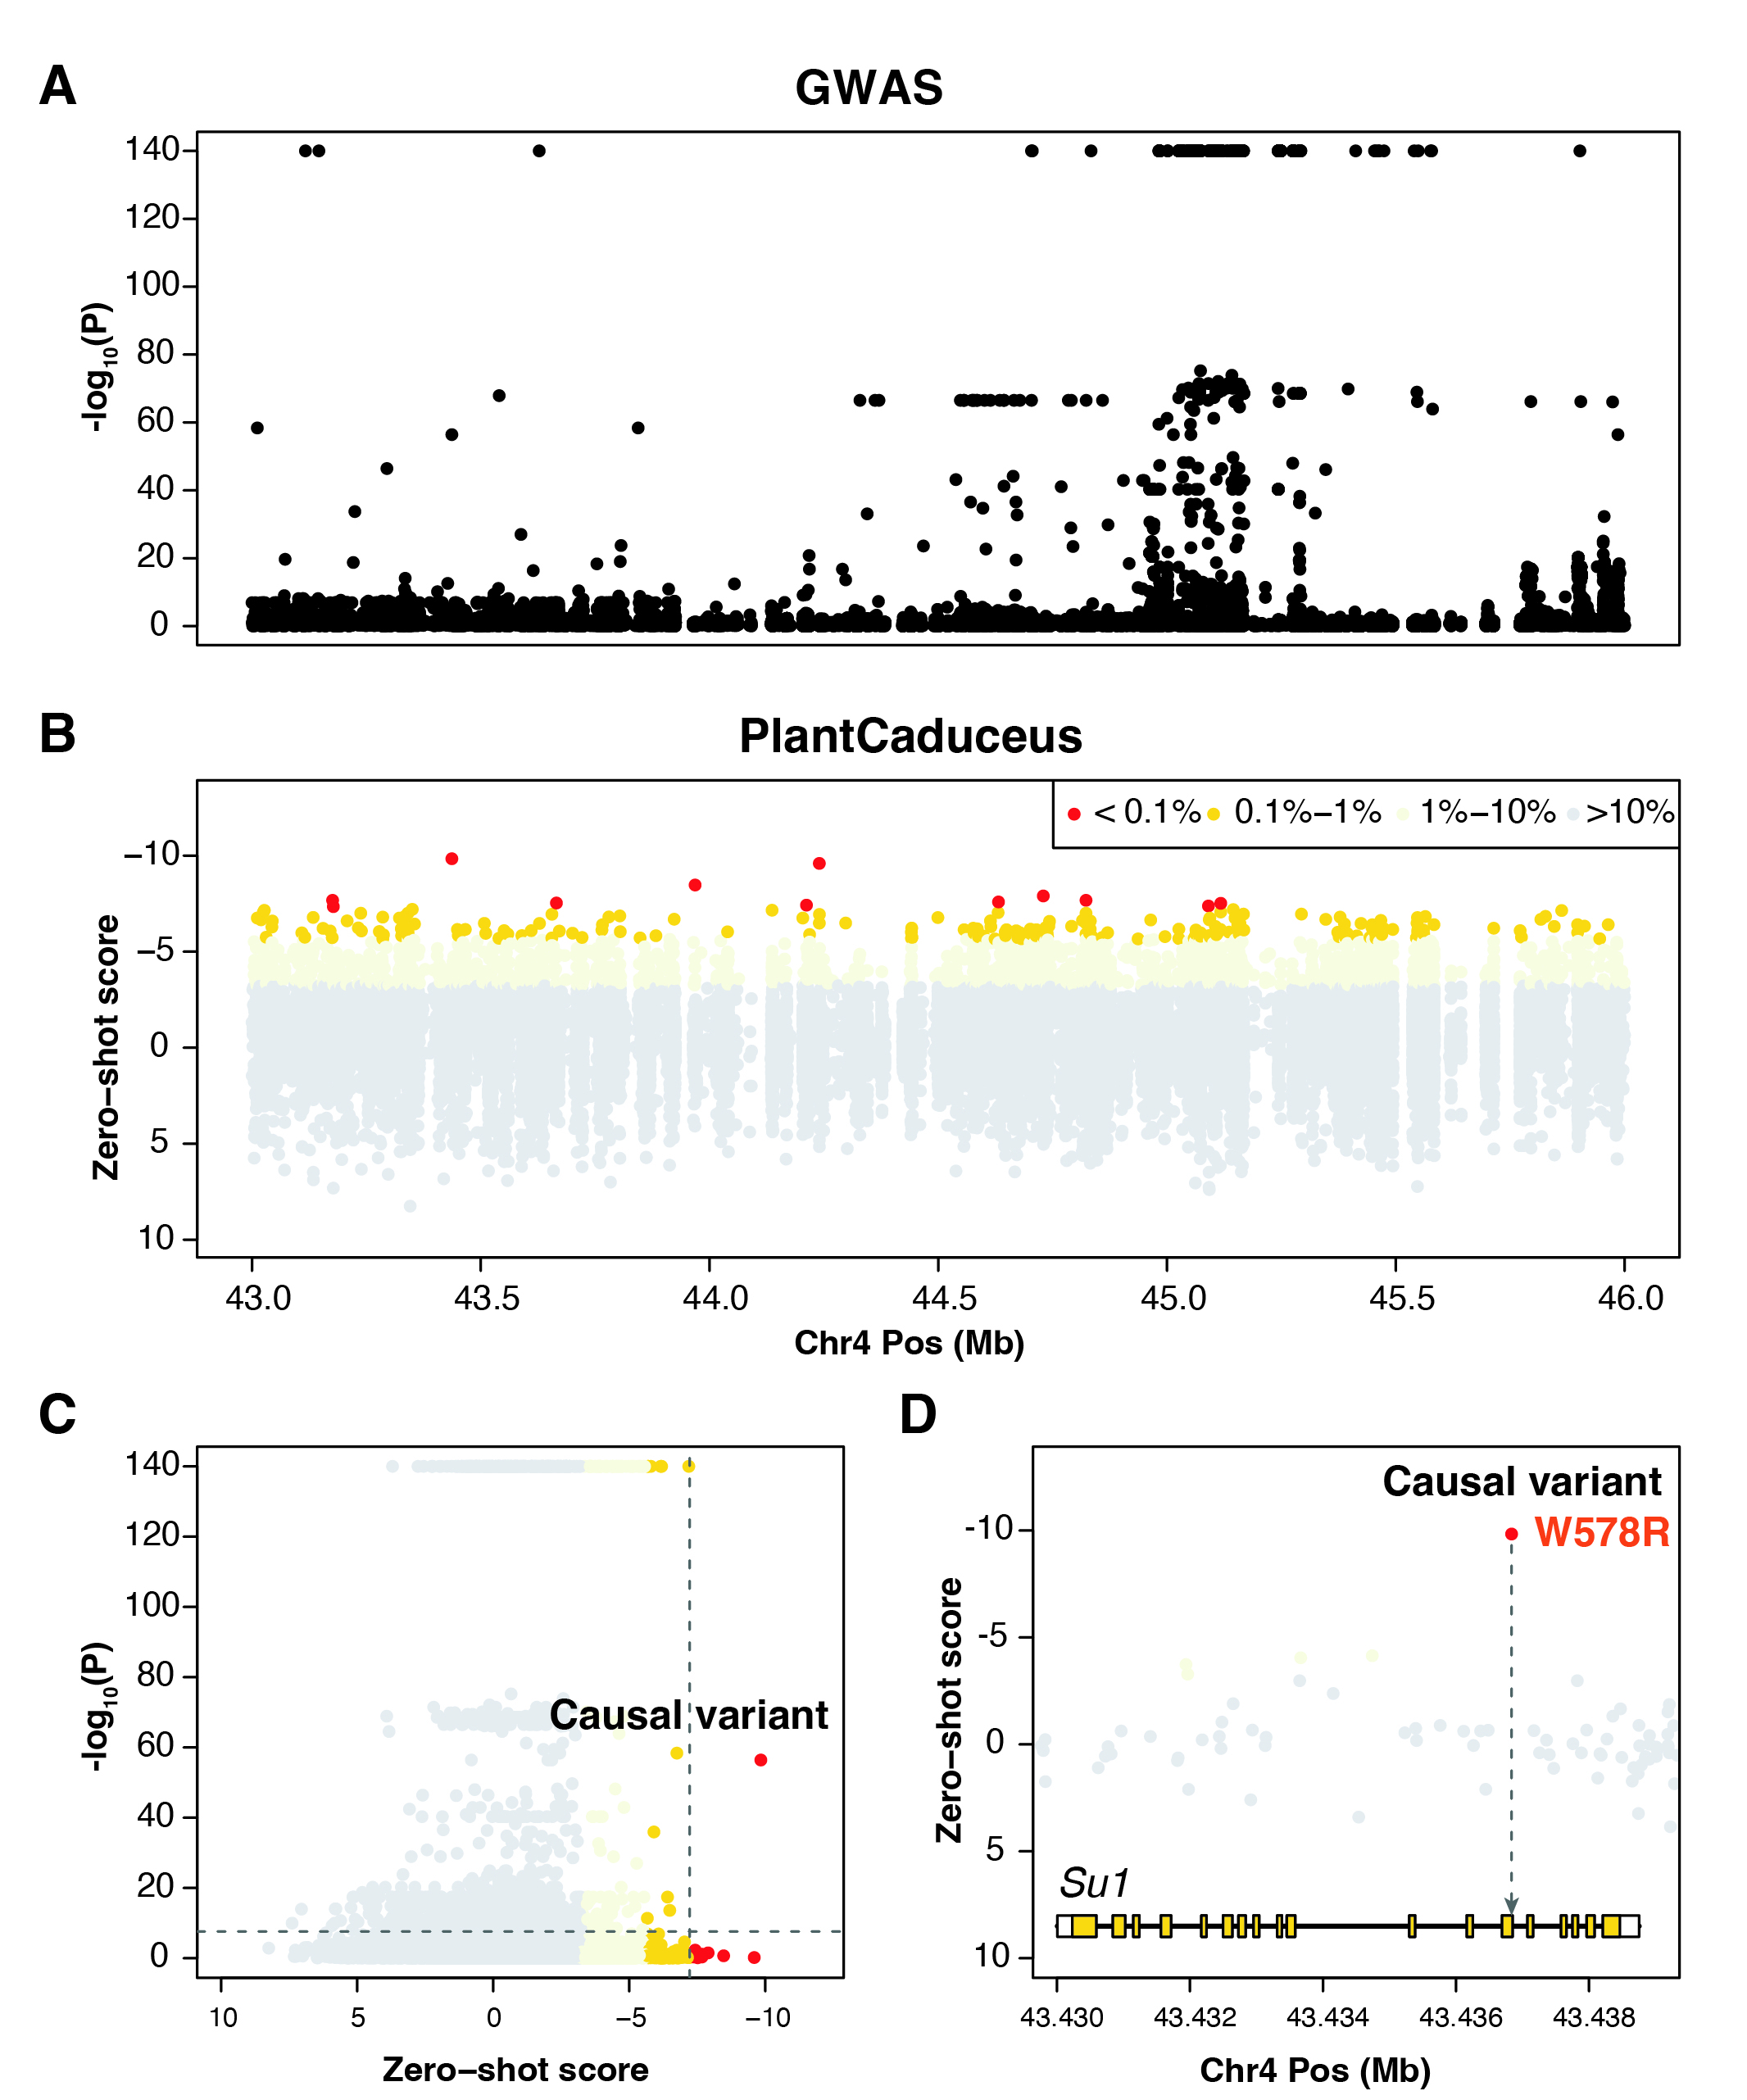 A
GWAS
140
120
100
80
60
40
20
0
-log10(P)
B
PlantCaduceus
< 0.1% 0.1%–1% 1%–10% >10%
–10
–5
0
5
10
Zero–shot score
43.0 43.5 44.0 44.5 45.0 45.5 46.0
Chr4 Pos (Mb)
C
140
120
100
80
60
40
20
0
-log10(P)
Causal variant
10 5 0 –5 –10
Zero–shot score
D
Causal variant
W578R
-10
-5
0
5
10
Zero–shot score
Su1
43.430 43.432 43.434 43.436 43.438
Chr4 Pos (Mb)